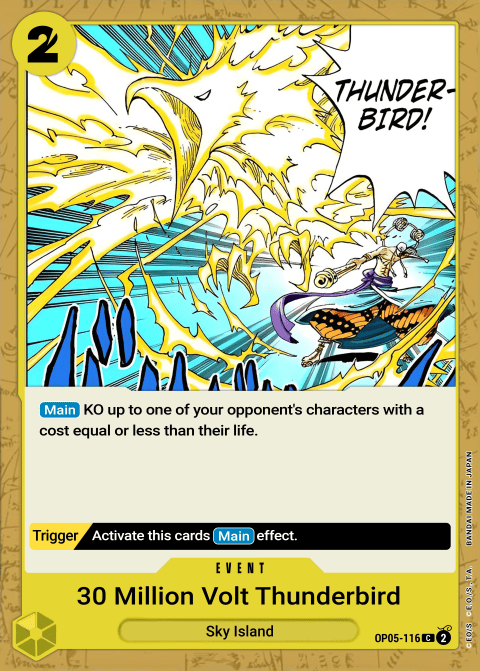 2
THUNDER-
BIRD!
Main KO up to one of your opponent's characters with a
cost equal or less than their life.
Trigger Activate this cards Main effect.
EVENT
30 Million Volt Thunderbird
Sky Island
OP05-116 C 2
©E.O/S. ©E.O./S.,T.A. BANDAI MADE IN JAPAN